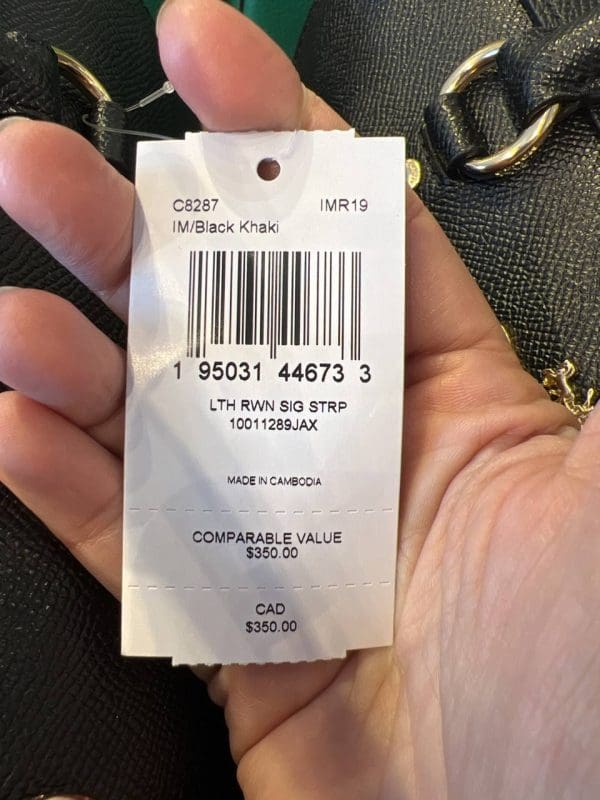 C8287 IMR19
IM/Black Khaki
1 95031 44673 3
LTH RWN SIG STRP
10011289JAX
MADE IN CAMBODIA
COMPARABLE VALUE
$350.00
CAD
$350.00